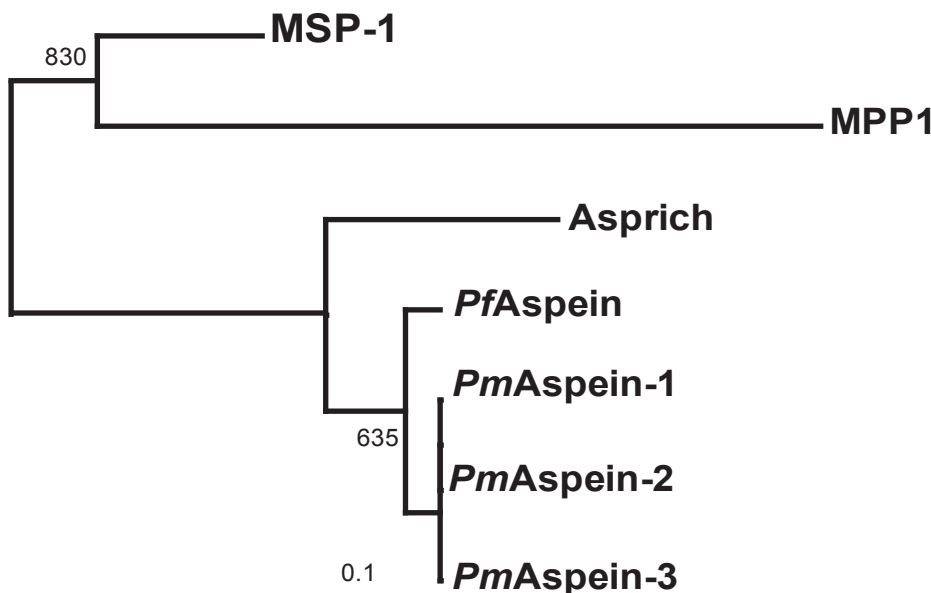 MSP-1
830
MPP1
Asprich
PfAspein
PmAspein-1
635
PmAspein-2
0.1
PmAspein-3